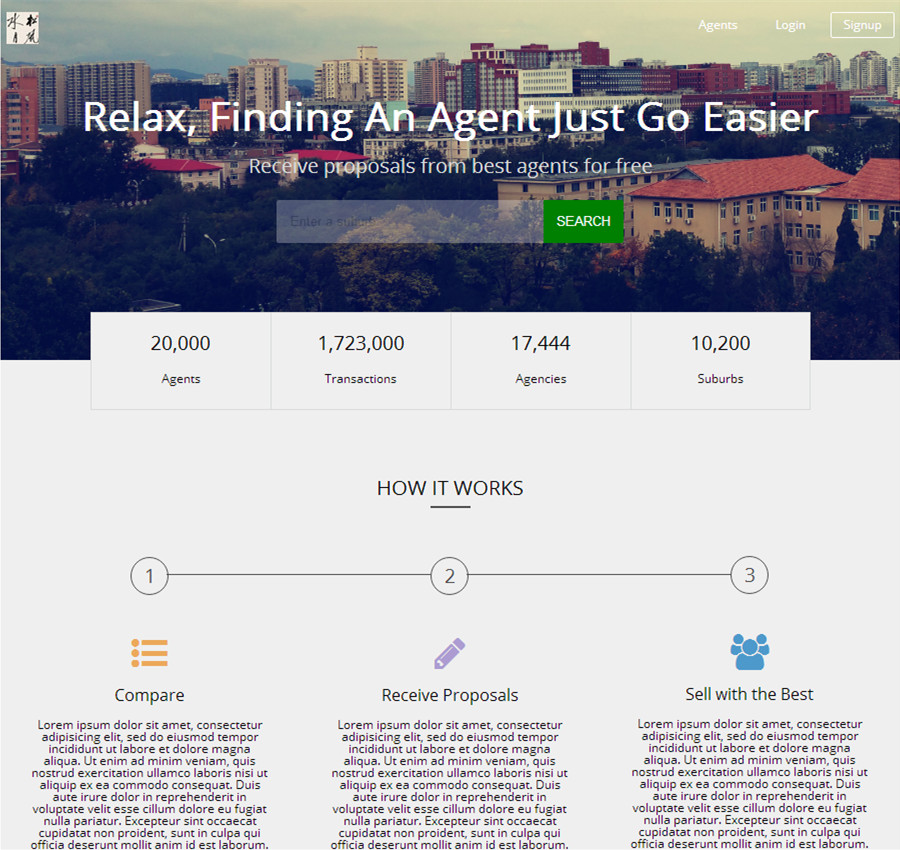 水 松
月 風
Agents Login Signup
Relax, Finding An Agent Just Go Easier
Receive proposals from best agents for free
Enter a suburb SEARCH
20,000 1,723,000 17,444 10,200
Agents Transactions Agencies Suburbs
HOW IT WORKS
1 2 3
Compare
Lorem ipsum dolor sit amet, consectetur
adipisicing elit, sed do eiusmod tempor
incididunt ut labore et dolore magna
aliqua. Ut enim ad minim veniam, quis
nostrud exercitation ullamco laboris nisi ut
aliquip ex ea commodo consequat. Duis
aute irure dolor in reprehenderit in
voluptate velit esse cillum dolore eu fugiat
nulla pariatur. Excepteur sint occaecat
cupidatat non proident, sunt in culpa qui
officia deserunt mollit anim id est laborum.
Receive Proposals
Lorem ipsum dolor sit amet, consectetur
adipisicing elit, sed do eiusmod tempor
incididunt ut labore et dolore magna
aliqua. Ut enim ad minim veniam, quis
nostrud exercitation ullamco laboris nisi ut
aliquip ex ea commodo consequat. Duis
aute irure dolor in reprehenderit in
voluptate velit esse cillum dolore eu fugiat
nulla pariatur. Excepteur sint occaecat
cupidatat non proident, sunt in culpa qui
officia deserunt mollit anim id est laborum.
Sell with the Best
Lorem ipsum dolor sit amet, consectetur
adipisicing elit, sed do eiusmod tempor
incididunt ut labore et dolore magna
aliqua. Ut enim ad minim veniam, quis
nostrud exercitation ullamco laboris nisi ut
aliquip ex ea commodo consequat. Duis
aute irure dolor in reprehenderit in
voluptate velit esse cillum dolore eu fugiat
nulla pariatur. Excepteur sint occaecat
cupidatat non proident, sunt in culpa qui
officia deserunt mollit anim id est laborum.